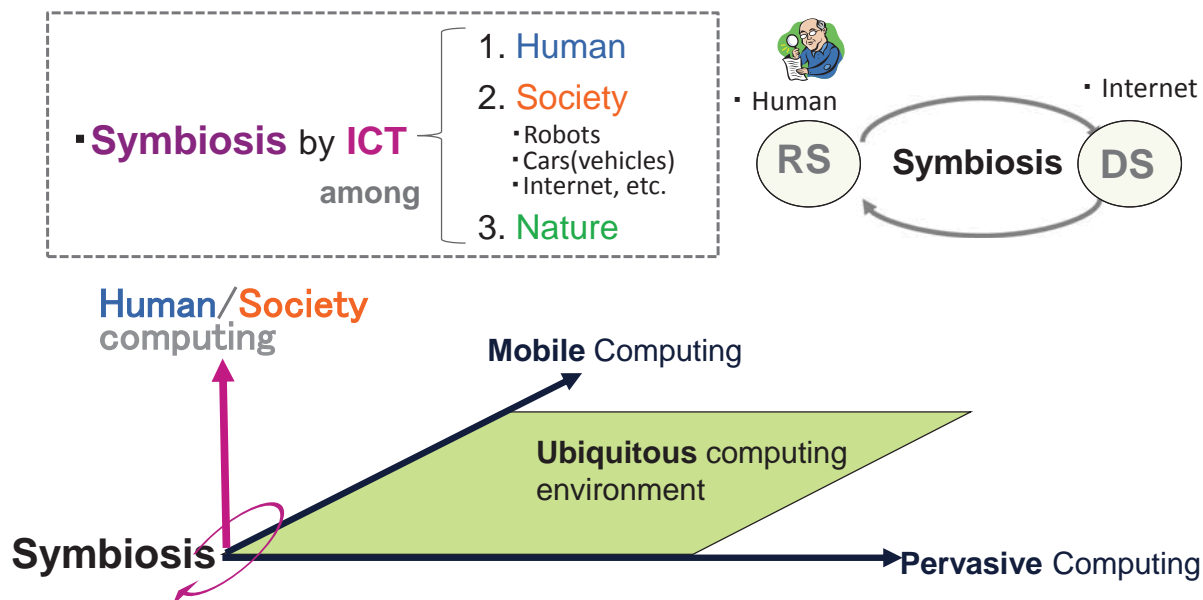 1. Human
2. Society
・Robots
・Cars(vehicles)
・Internet, etc.
3. Nature
・Symbiosis by ICT
among
・Human
・Internet
RS
Symbiosis
DS
Human/Society
computing
Mobile Computing
Ubiquitous computing
environment
Symbiosis
Pervasive Computing